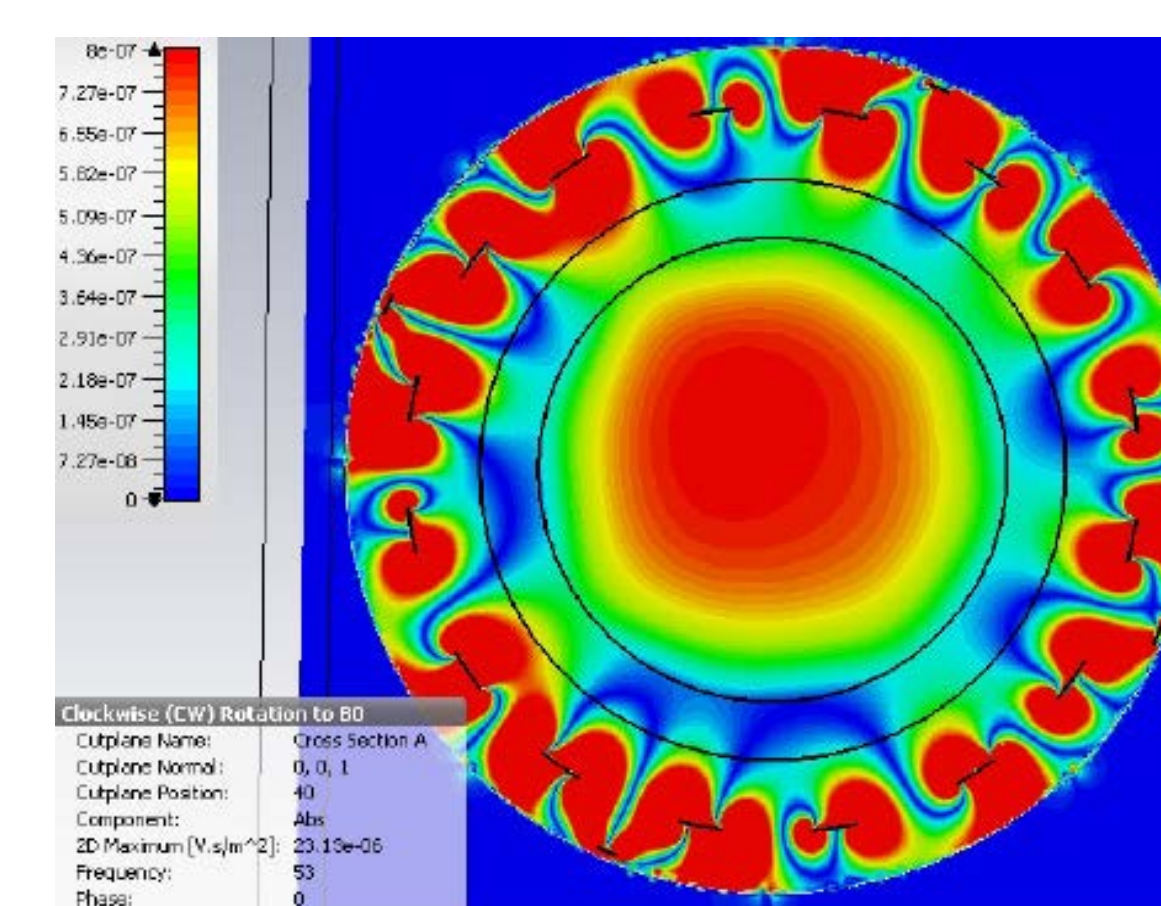 8e-07
7.27e-07
6.55e-07
5.82e-07
5.09e-07
4.36e-07
3.64e-07
2.91e-07
2.18e-07
1.45e-07
7.27e-08
0
Clockwise (CW) Rotation to B0
Cutplane Name: Cross Section A
Cutplane Normal: 0, 0, 1
Cutplane Position: 40
Component: Abs
2D Maximum [V.s/m^2]: 23.13e-06
Frequency: 53
Phase: 0